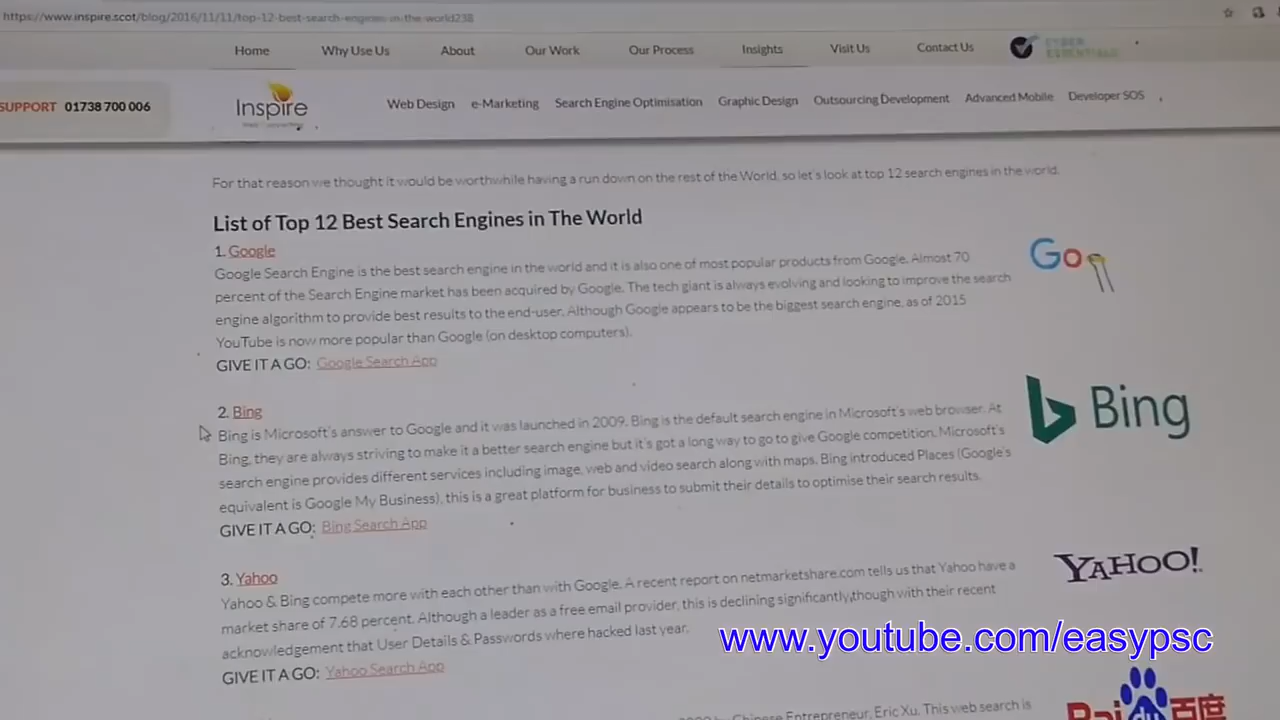 https://www.inspire.scot/blog/2016/11/11/top-12-best-search-engines-in-the-world238
Home Why Use Us About Our Work Our Process Insights Visit Us Contact Us CYBER ESSENTIALS
SUPPORT 01738 700 006 Inspire Web Design e-Marketing Search Engine Optimisation Graphic Design Outsourcing Development Advanced Mobile Developer SOS
For that reason we thought it would be worthwhile having a run down on the rest of the World, so let's look at top 12 search engines in the world.
List of Top 12 Best Search Engines in The World
1. Google
Google Search Engine is the best search engine in the world and it is also one of most popular products from Google. Almost 70
percent of the Search Engine market has been acquired by Google. The tech giant is always evolving and looking to improve the search
engine algorithm to provide best results to the end-user. Although Google appears to be the biggest search engine, as of 2015
YouTube is now more popular than Google (on desktop computers).
GIVE IT A GO: Google Search App
Go
2. Bing
Bing is Microsoft's answer to Google and it was launched in 2009. Bing is the default search engine in Microsoft's web browser. At
Bing, they are always striving to make it a better search engine but it's got a long way to go to give Google competition. Microsoft's
search engine provides different services including image, web and video search along with maps. Bing introduced Places (Google's
equivalent is Google My Business), this is a great platform for business to submit their details to optimise their search results.
GIVE IT A GO: Bing Search App
Bing
3. Yahoo
Yahoo & Bing compete more with each other than with Google. A recent report on netmarketshare.com tells us that Yahoo have a
market share of 7.68 percent. Although a leader as a free email provider, this is declining significantly though with their recent
acknowledgement that User Details & Passwords where hacked last year.
GIVE IT A GO: Yahoo Search App
YAHOO!
www.youtube.com/easypsc
Chinese Entrepreneur, Eric Xu. This web search is
Bai du 百度